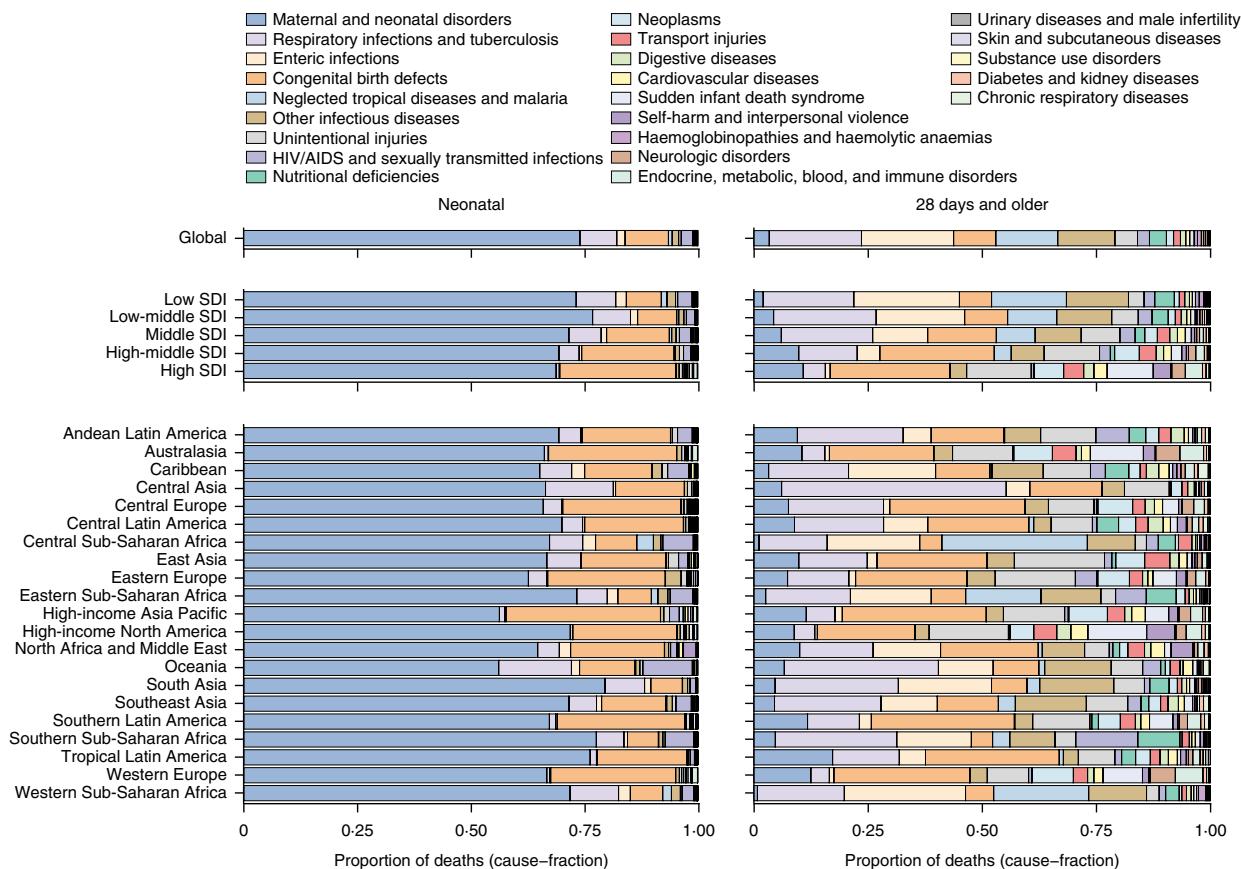 Maternal and neonatal disorders
Respiratory infections and tuberculosis
Enteric infections
Congenital birth defects
Neglected tropical diseases and malaria
Other infectious diseases
Unintentional injuries
HIV/AIDS and sexually transmitted infections
Nutritional deficiencies
Neoplasms
Transport injuries
Digestive diseases
Cardiovascular diseases
Sudden infant death syndrome
Self-harm and interpersonal violence
Haemoglobinopathies and haemolytic anaemias
Neurologic disorders
Endocrine, metabolic, blood, and immune disorders
Urinary diseases and male infertility
Skin and subcutaneous diseases
Substance use disorders
Diabetes and kidney diseases
Chronic respiratory diseases
Neonatal
28 days and older
Global
Low SDI
Low-middle SDI
Middle SDI
High-middle SDI
High SDI
Andean Latin America
Australasia
Caribbean
Central Asia
Central Europe
Central Latin America
Central Sub-Saharan Africa
East Asia
Eastern Europe
Eastern Sub-Saharan Africa
High-income Asia Pacific
High-income North America
North Africa and Middle East
Oceania
South Asia
Southeast Asia
Southern Latin America
Southern Sub-Saharan Africa
Tropical Latin America
Western Europe
Western Sub-Saharan Africa
0 0·25 0·50 0·75 1·00
0 0·25 0·50 0·75 1·00
Proportion of deaths (cause−fraction)
Proportion of deaths (cause−fraction)